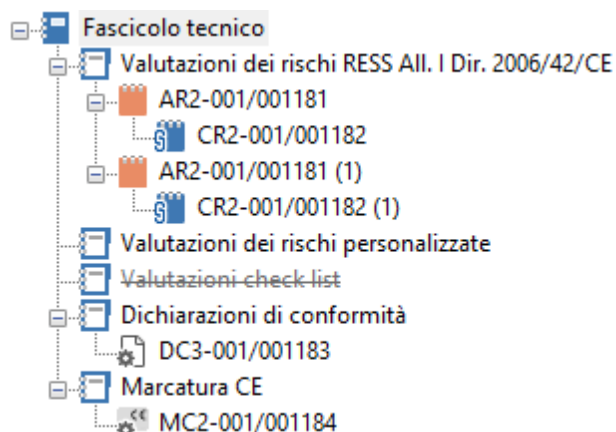 Fascicolo tecnico
Valutazioni dei rischi RESS All. I Dir. 2006/42/CE
AR2-001/001181
CR2-001/001182
AR2-001/001181 (1)
CR2-001/001182 (1)
Valutazioni dei rischi personalizzate
Valutazioni check list
Dichiarazioni di conformità
DC3-001/001183
Marcatura CE
MC2-001/001184